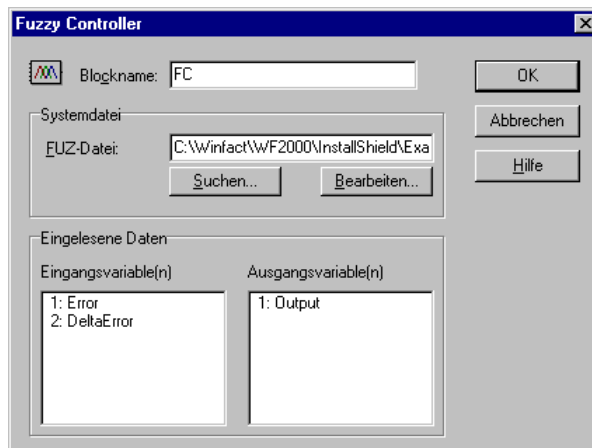 Fuzzy Controller
Blockname: FC
OK
Systemdatei
Abbrechen
FUZ-Datei: C:\Winfact\WF2000\InstallShield\Exa
Hilfe
Suchen... Bearbeiten...
Eingelesene Daten
Eingangsvariable(n) Ausgangsvariable(n)
1: Error 1: Output
2: DeltaError